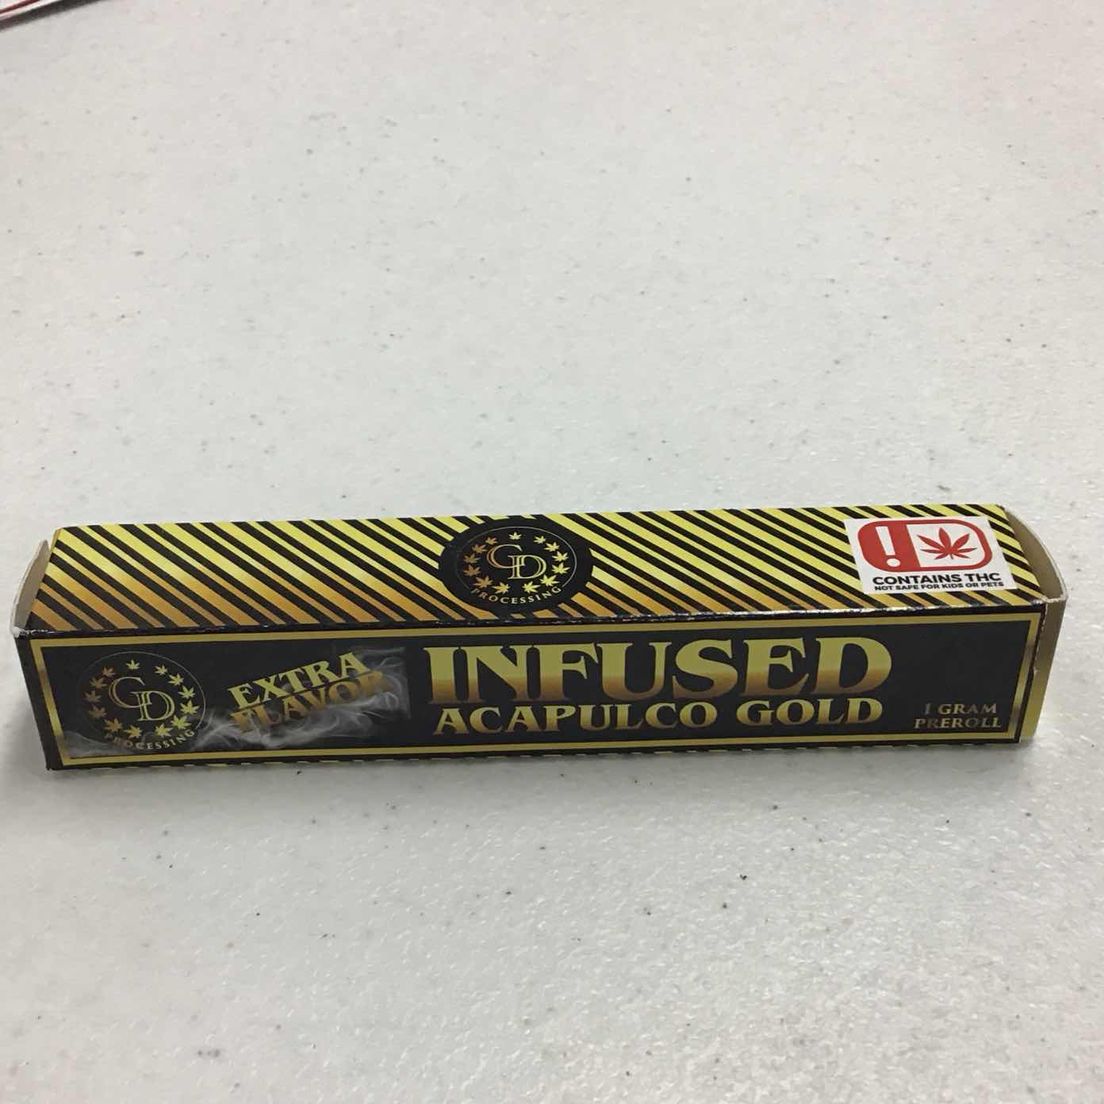 GD
PROCESSING
!
CONTAINS THC
NOT SAFE FOR KIDS OR PETS
GD
PROCESSING
EXTRA
FLAVOR
INFUSED
ACAPULCO GOLD
1 GRAM
PREROLL